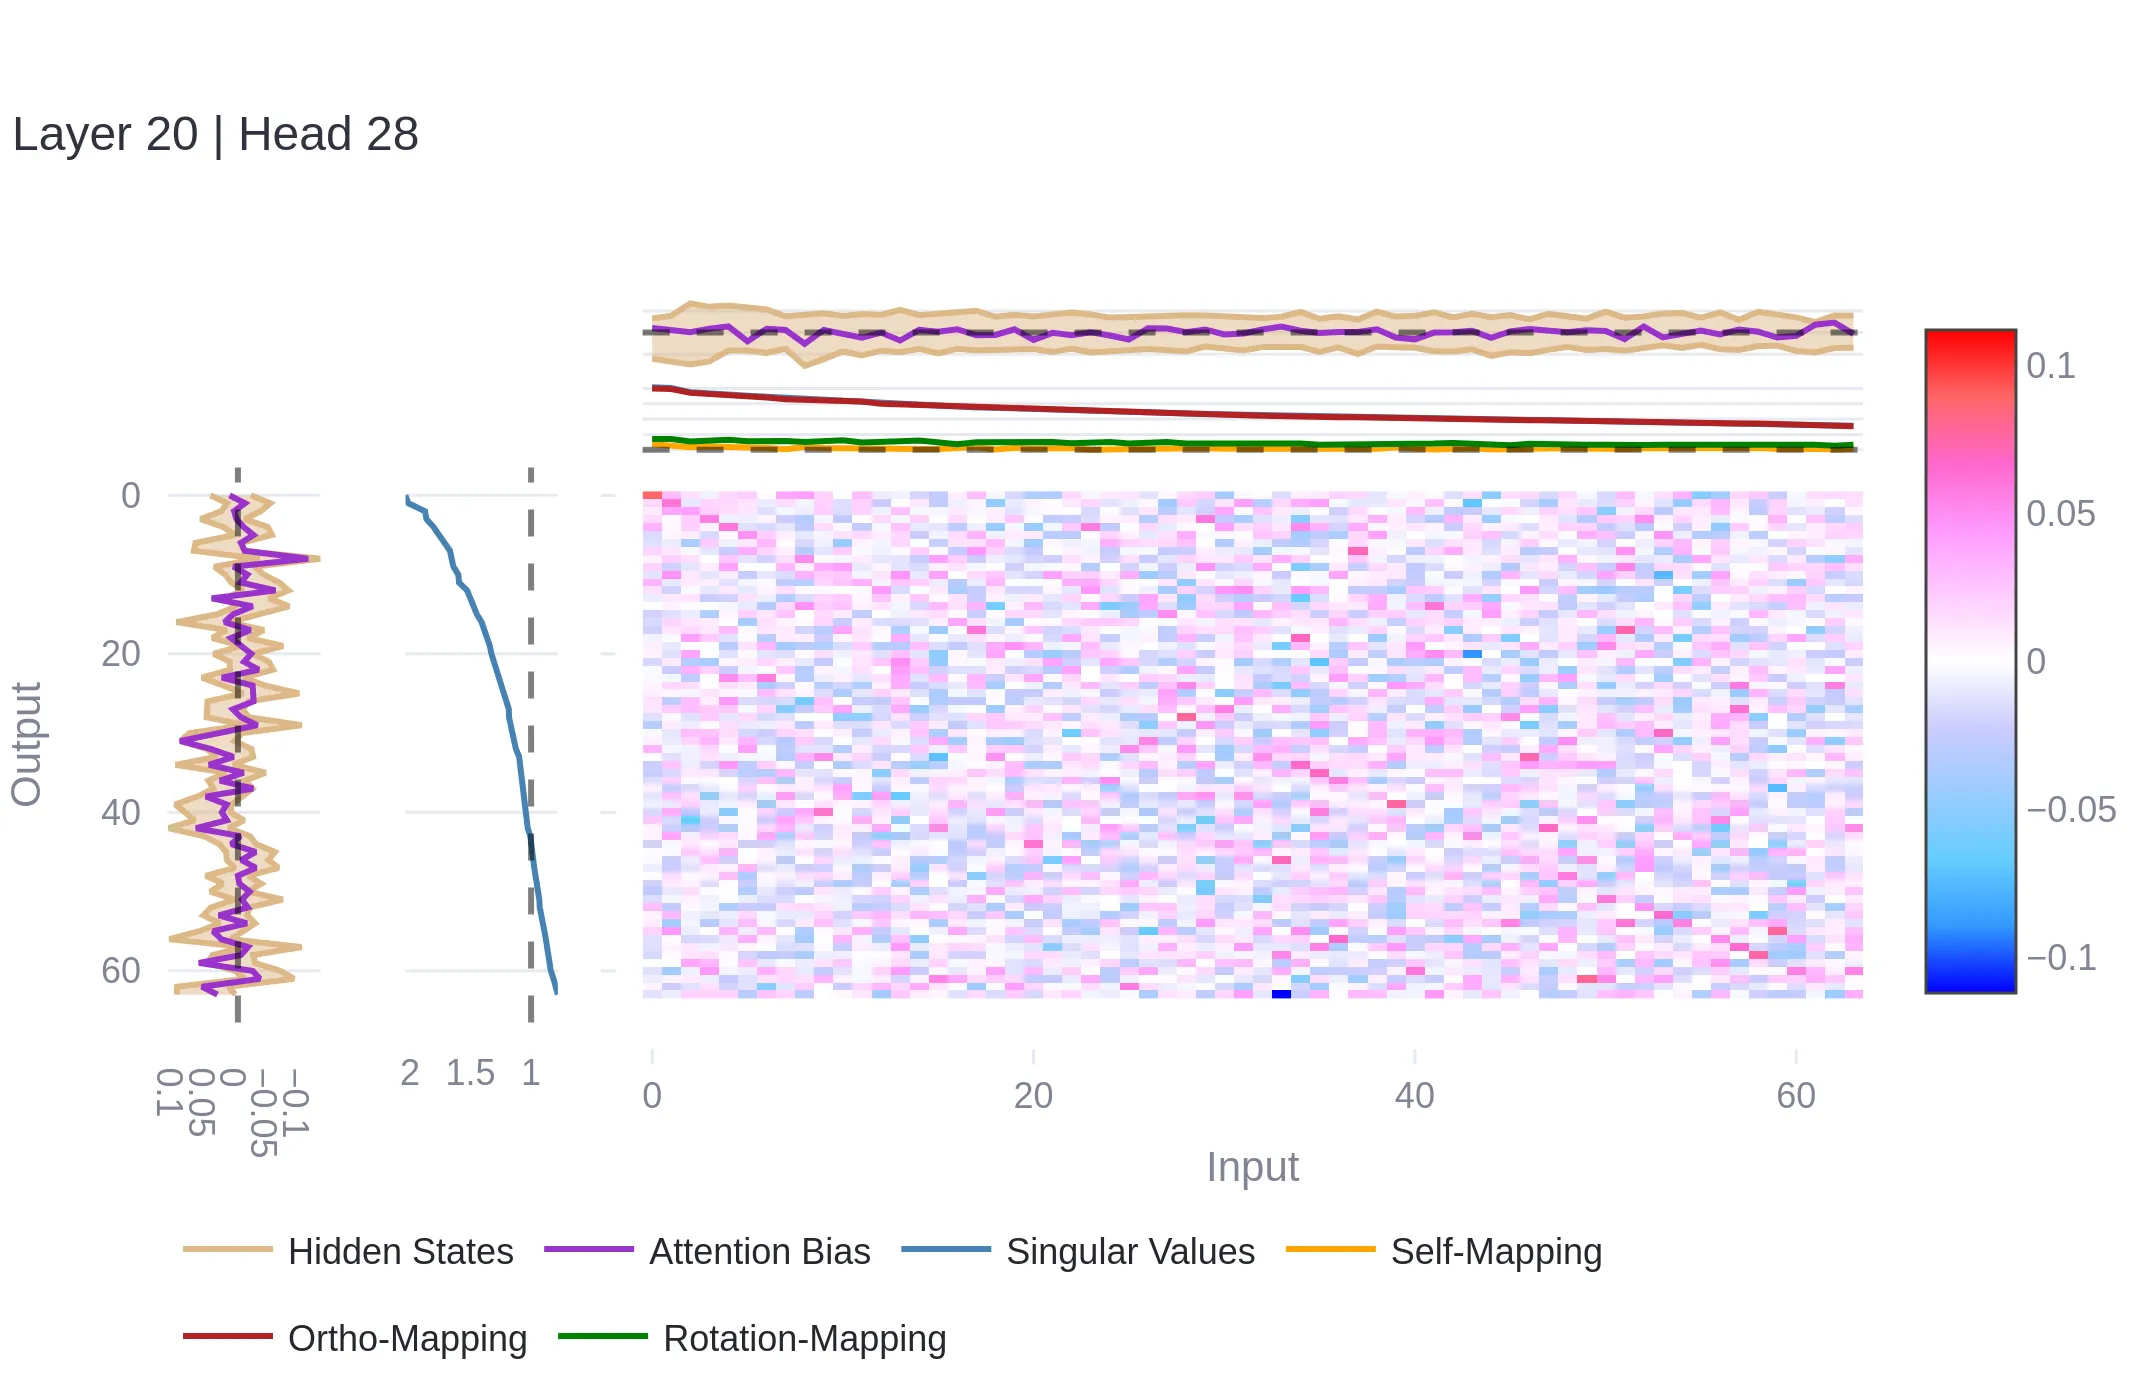 Layer 20 | Head 28
0
20
40
60
Output
0.1
0.05
0
−0.05
−0.1
2 1.5 1
0 20 40 60
Input
0.1
0.05
0
−0.05
−0.1
Hidden States Attention Bias Singular Values Self-Mapping
Ortho-Mapping Rotation-Mapping